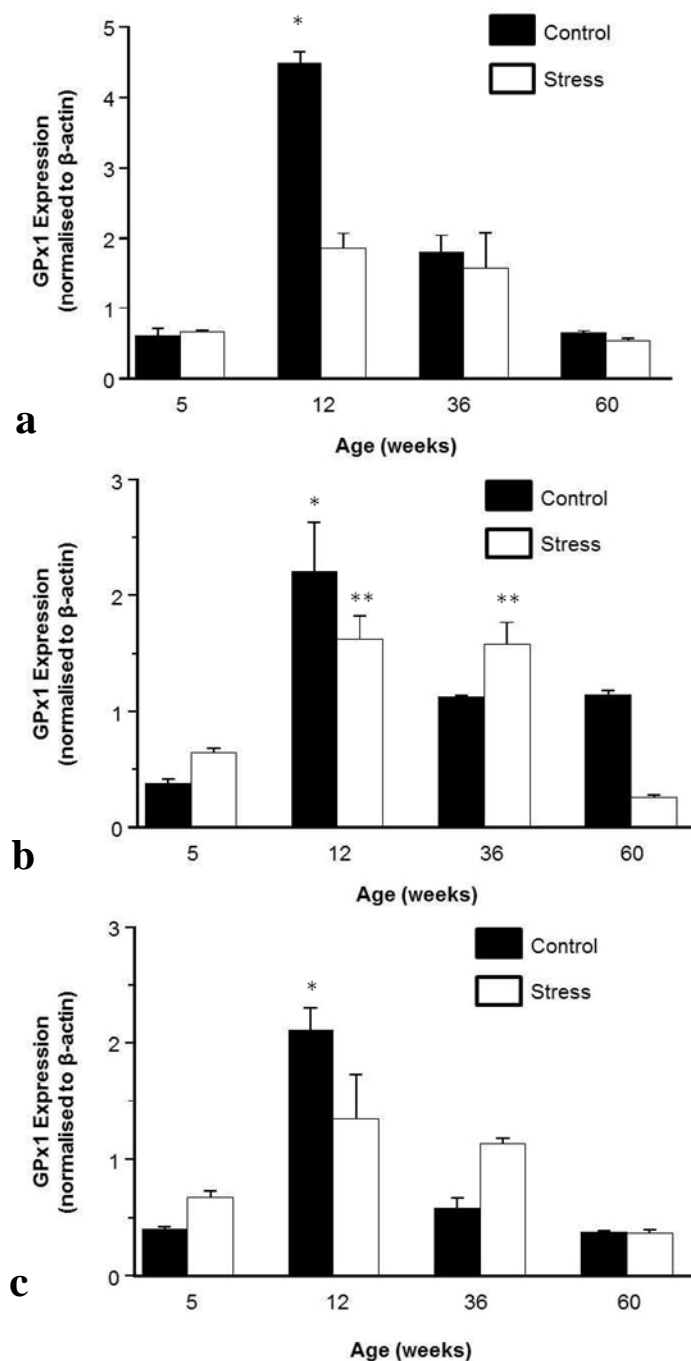 5
4
3
2
1
0
*
Control
Stress
GPx1 Expression
(normalised to β-actin)
5 12 36 60
Age (weeks)
a
3
2
1
0
*
**
**
Control
Stress
GPx1 Expression
(normalised to β-actin)
5 12 36 60
Age (weeks)
b
3
2
1
0
*
Control
Stress
GPx1 Expression
(normalised to β-actin)
5 12 36 60
Age (weeks)
c